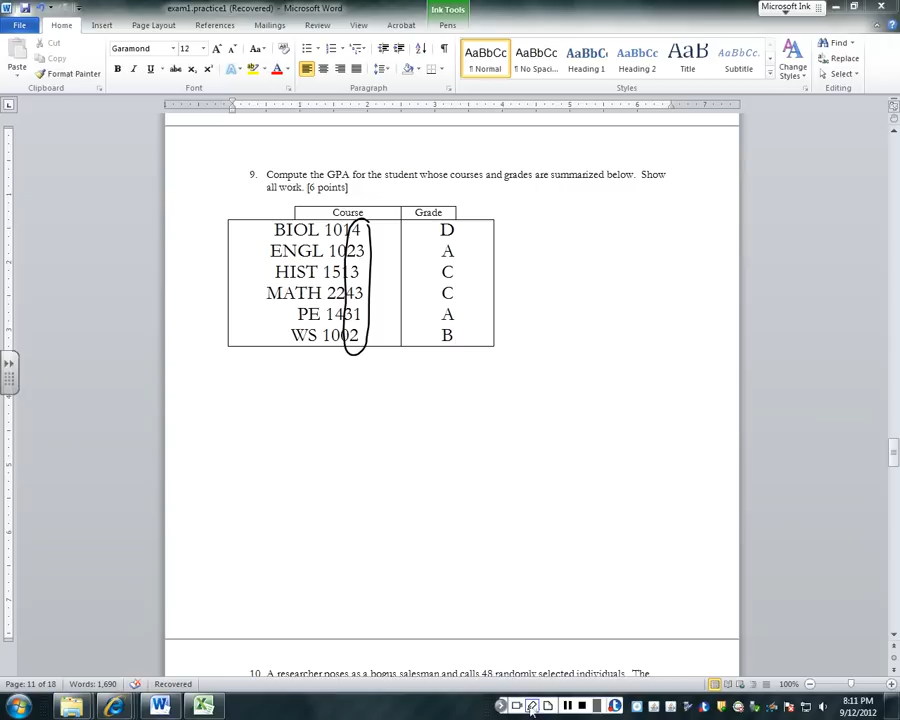 exam1.practice1 (Recovered) - Microsoft Word
Ink Tools
Microsoft Ink
File Home Insert Page Layout References Mailings Review View Acrobat Pens
Paste
Cut
Copy
Format Painter
Clipboard
Garamond 12
Font
Paragraph
AaBbCc AaBbCc AaBbCc AaBbCc AaB AaBbCc.
¶ Normal ¶ No Spaci... Heading 1 Heading 2 Title Subtitle
Change Styles
Styles
Find
Replace
Select
Editing
9. Compute the GPA for the student whose courses and grades are summarized below. Show
all work. [6 points]
Course Grade
BIOL 1014 D
ENGL 1023 A
HIST 1513 C
MATH 2243 C
PE 1431 A
WS 1002 B
10. A researcher poses as a bogus salesman and calls 48 randomly selected individuals. The
Page: 11 of 18 Words: 1,690 Recovered 100%
8:11 PM
9/12/2012